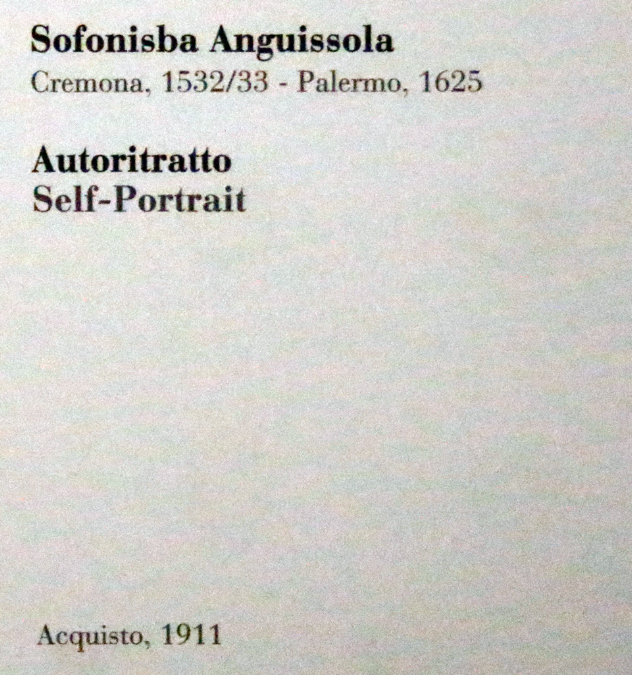 Sofonisba Anguissola
Cremona, 1532/33 - Palermo, 1625
Autoritratto
Self-Portrait
Acquisto, 1911